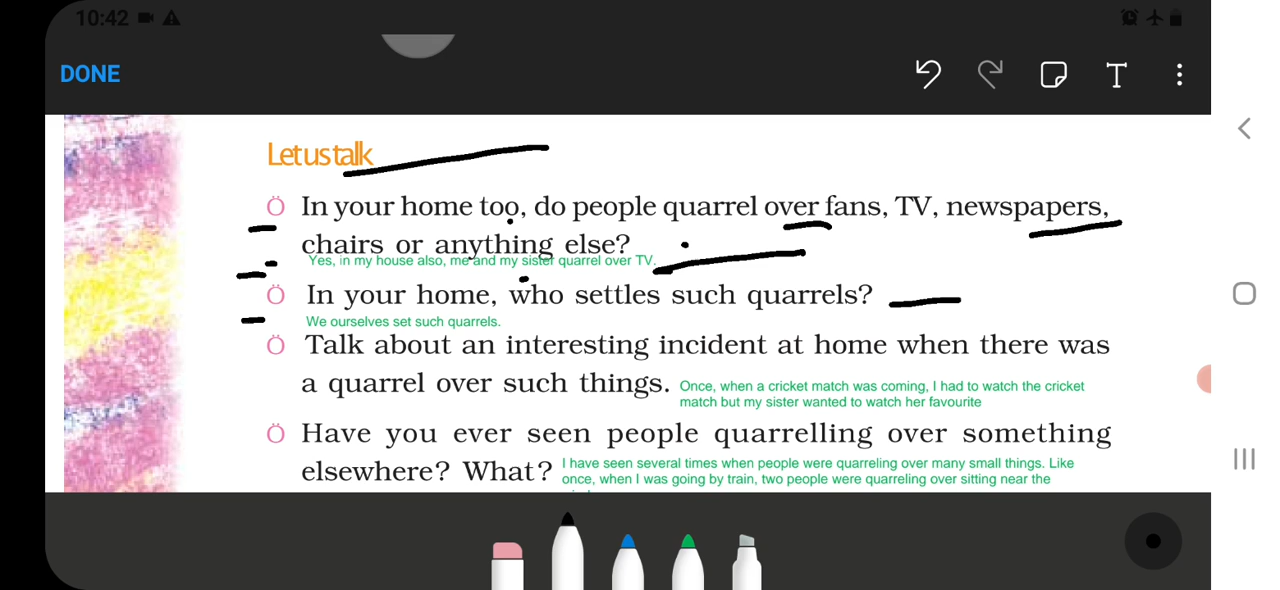 10:42
DONE
T
Let us talk
Ö In your home too, do people quarrel over fans, TV, newspapers,
chairs or anything else?
Yes, in my house also, me and my sister quarrel over TV.
Ö In your home, who settles such quarrels?
We ourselves set such quarrels.
Ö Talk about an interesting incident at home when there was
a quarrel over such things. Once, when a cricket match was coming, I had to watch the cricket
match but my sister wanted to watch her favourite
Ö Have you ever seen people quarrelling over something
elsewhere? What? I have seen several times when people were quarreling over many small things. Like
once, when I was going by train, two people were quarreling over sitting near the